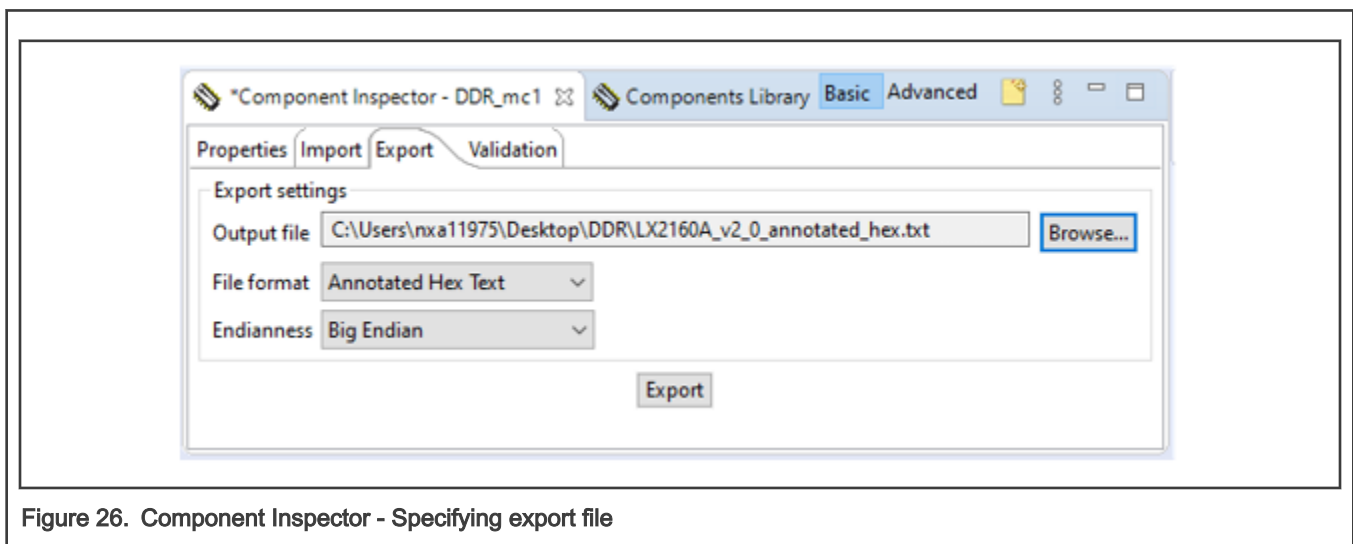 *Component Inspector - DDR_mc1 Components Library Basic Advanced
Properties Import Export Validation
Export settings
Output file C:\Users\nxa11975\Desktop\DDR\LX2160A_v2_0_annotated_hex.txt Browse...
File format Annotated Hex Text
Endianness Big Endian
Export
Figure 26. Component Inspector - Specifying export file